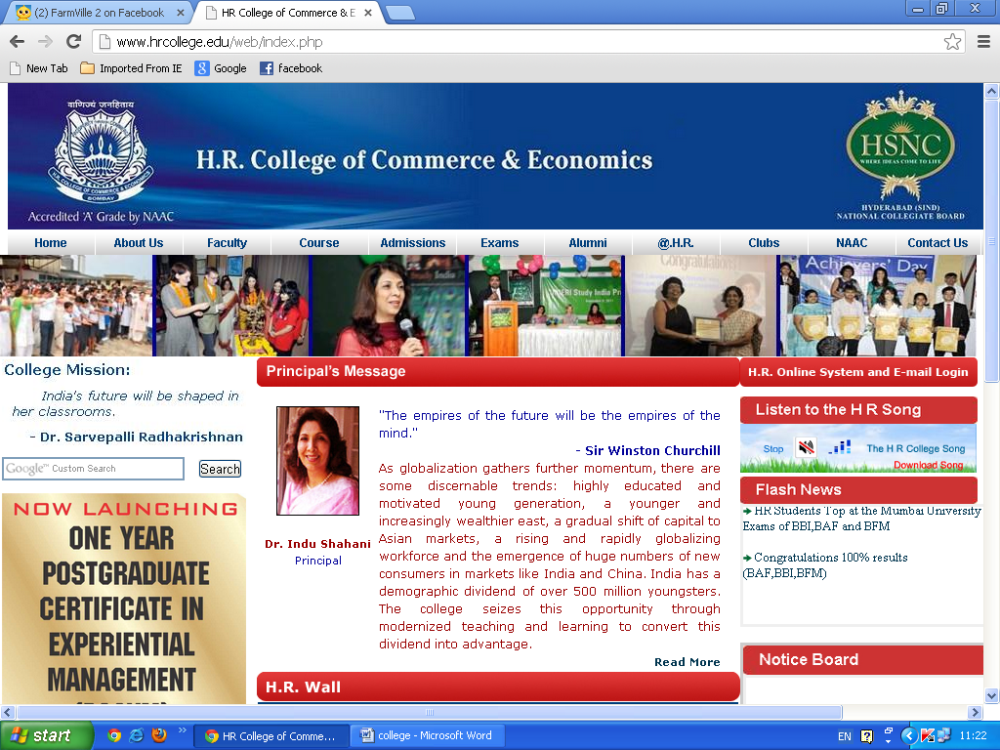 (2) FarmVille 2 on Facebook
HR College of Commerce & E
www.hrcollege.edu/web/index.php
New Tab
Imported From IE
Google
facebook
वाणिज्यं जनहिताय
H.R. COLLEGE OF COMMERCE & ECONOMICS
BOMBAY
Accredited 'A' Grade by NAAC
H.R. College of Commerce & Economics
HSNC
WHERE IDEAS COME TO LIFE
HYDERABAD (SIND)
NATIONAL COLLEGIATE BOARD
Home
About Us
Faculty
Course
Admissions
Exams
Alumni
@.H.R.
Clubs
NAAC
Contact Us
Congratulations
Achievers' Day
College Mission:
India's future will be shaped in
her classrooms.
- Dr. Sarvepalli Radhakrishnan
Google™ Custom Search
Search
NOW LAUNCHING
ONE YEAR
POSTGRADUATE
CERTIFICATE IN
EXPERIENTIAL
MANAGEMENT
Principal's Message
Dr. Indu Shahani
Principal
"The empires of the future will be the empires of the
mind."
- Sir Winston Churchill
As globalization gathers further momentum, there are
some discernable trends: highly educated and
motivated young generation, a younger and
increasingly wealthier east, a gradual shift of capital to
Asian markets, a rising and rapidly globalizing
workforce and the emergence of huge numbers of new
consumers in markets like India and China. India has a
demographic dividend of over 500 million youngsters.
The college seizes this opportunity through
modernized teaching and learning to convert this
dividend into advantage.
Read More
H.R. Wall
H.R. Online System and E-mail Login
Listen to the H R Song
Stop
The H R College Song
Download Song
Flash News
HR Students Top at the Mumbai University
Exams of BBI,BAF and BFM
Congratulations 100% results
(BAF,BBI,BFM)
Notice Board
start
HR College of Comme...
college - Microsoft Word
EN
11:22